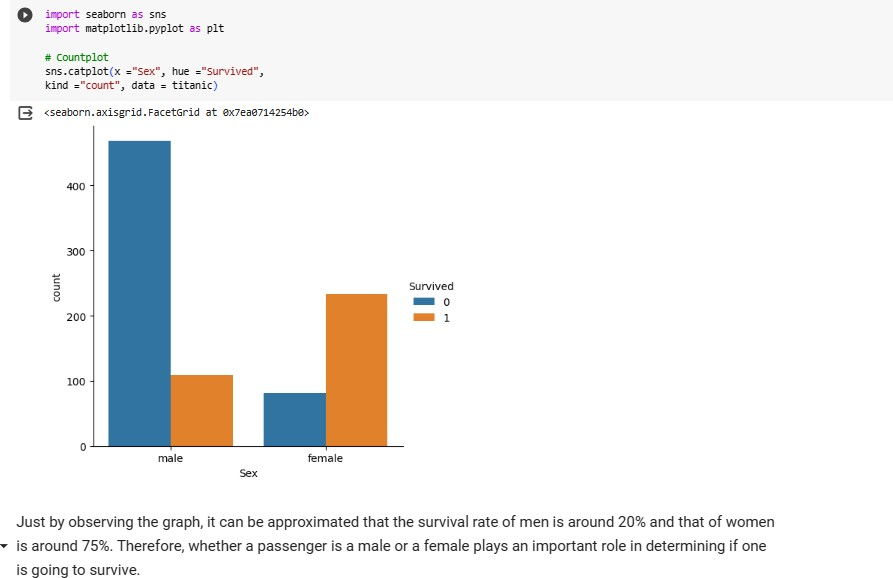 import seaborn as sns
import matplotlib.pyplot as plt
# Countplot
sns.catplot(x ="Sex", hue ="Survived",
kind ="count", data = titanic)
<seaborn.axisgrid.FacetGrid at 0x7ea0714254b0>
400
300
200
100
0
count
male
female
Sex
Survived
0
1
Just by observing the graph, it can be approximated that the survival rate of men is around 20% and that of women
is around 75%. Therefore, whether a passenger is a male or a female plays an important role in determining if one
is going to survive.